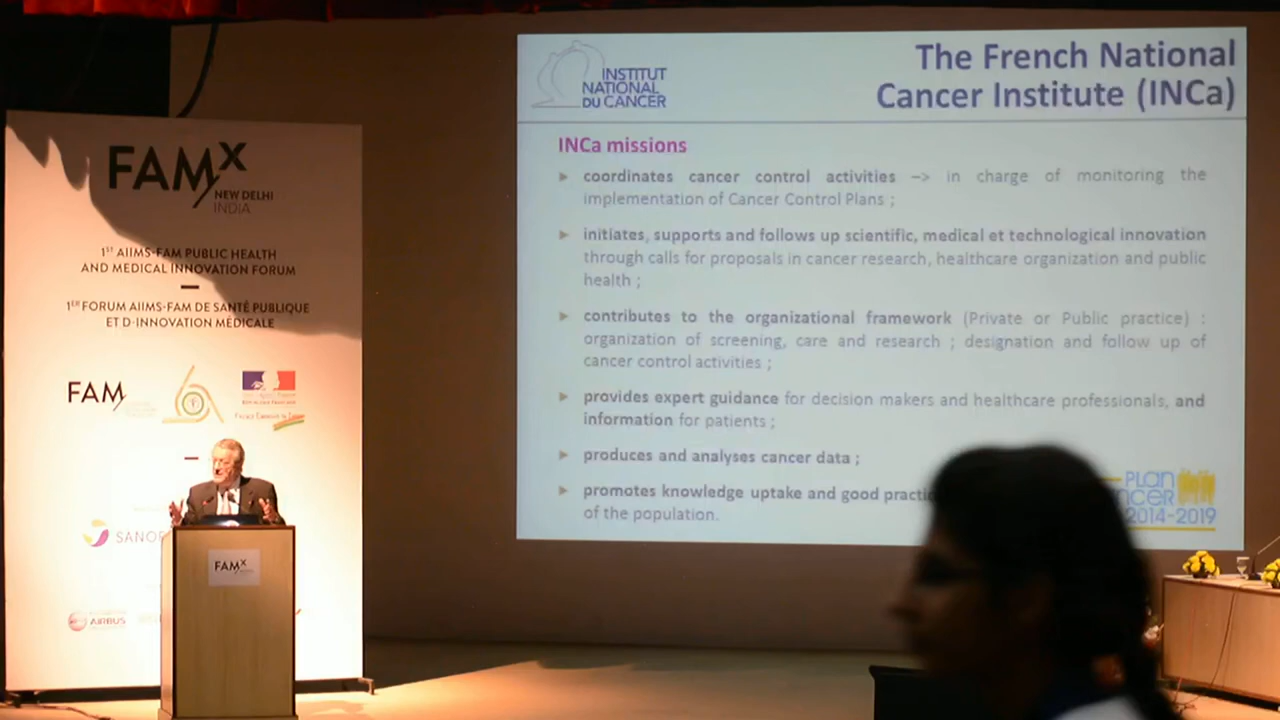 FAMX
NEW DELHI
INDIA
1ST AIIMS-FAM PUBLIC HEALTH
AND MEDICAL INNOVATION FORUM
1ER FORUM AIIMS-FAM DE SANTÉ PUBLIQUE
ET D-INNOVATION MÉDICALE
FAM
SANOF
AIRBUS
FAMX
INSTITUT
NATIONAL
DU CANCER
The French National
Cancer Institute (INCa)
INCa missions
coordinates cancer control activities –> in charge of monitoring the
implementation of Cancer Control Plans ;
initiates, supports and follows up scientific, medical et technological innovation
through calls for proposals in cancer research, healthcare organization and public
health ;
contributes to the organizational framework (Private or Public practice) :
organization of screening, care and research ; designation and follow up of
cancer control activities ;
provides expert guidance for decision makers and healthcare professionals, and
information for patients ;
produces and analyses cancer data ;
promotes knowledge uptake and good practi
of the population.
PLAN
NCER
2014-2019